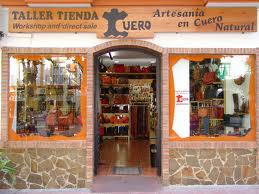 TALLER TIENDA
Workshop and direct sale
CUERO
Artesanía
en Cuero
Natural